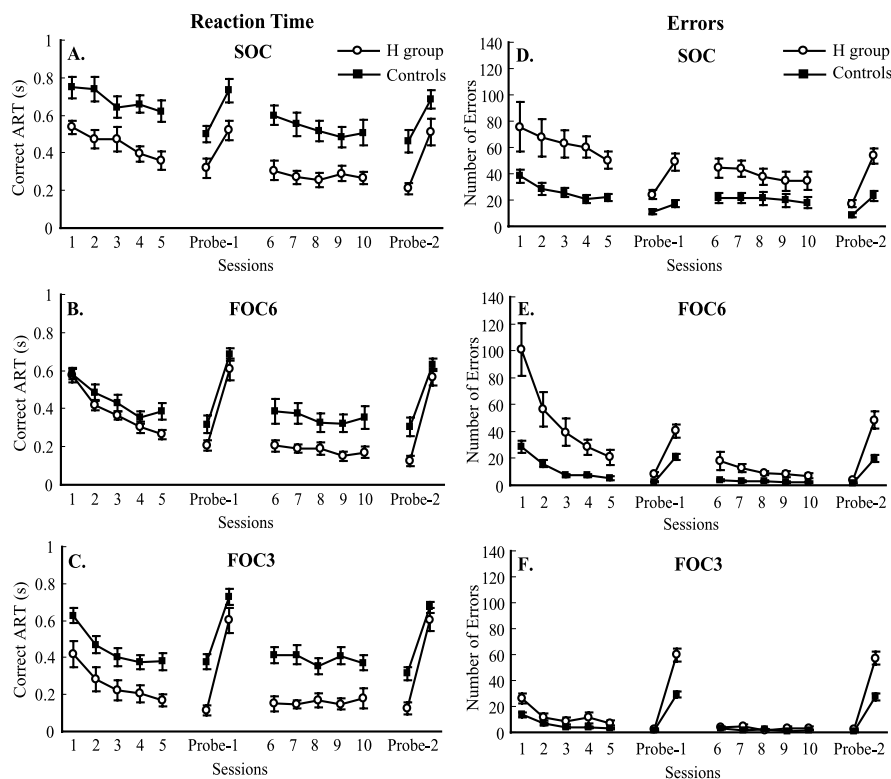 Reaction Time
A.
SOC
H group
Controls
Correct ART (s)
1
0.8
0.6
0.4
0.2
0
1 2 3 4 5 Probe-1 6 7 8 9 10 Probe-2
Sessions
B.
FOC6
Correct ART (s)
1
0.8
0.6
0.4
0.2
0
1 2 3 4 5 Probe-1 6 7 8 9 10 Probe-2
Sessions
C.
FOC3
Correct ART (s)
1
0.8
0.6
0.4
0.2
0
1 2 3 4 5 Probe-1 6 7 8 9 10 Probe-2
Sessions
Errors
D.
SOC
H group
Controls
Number of Errors
140
120
100
80
60
40
20
0
1 2 3 4 5 Probe-1 6 7 8 9 10 Probe-2
Sessions
E.
FOC6
Number of Errors
140
120
100
80
60
40
20
0
1 2 3 4 5 Probe-1 6 7 8 9 10 Probe-2
Sessions
F.
FOC3
Number of Errors
140
120
100
80
60
40
20
0
1 2 3 4 5 Probe-1 6 7 8 9 10 Probe-2
Sessions